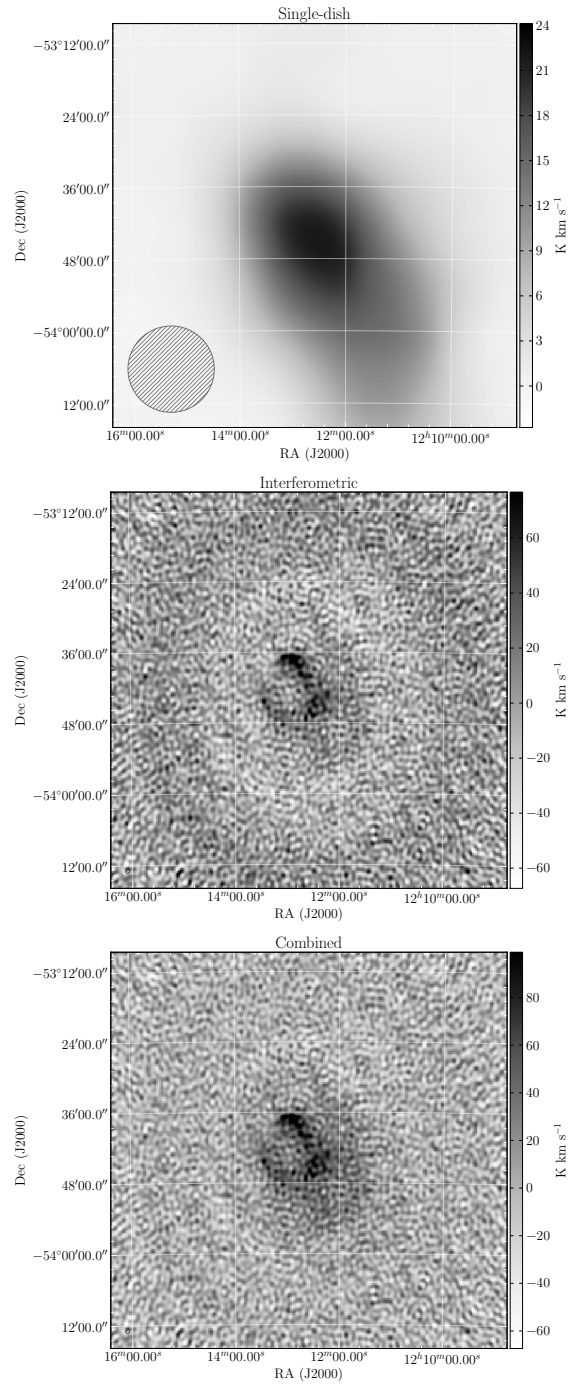 Single-dish
−53°12′00.0″
24′00.0″
36′00.0″
48′00.0″
−54°00′00.0″
12′00.0″
Dec (J2000)
16ᵐ00.00ˢ 14ᵐ00.00ˢ 12ᵐ00.00ˢ 12ʰ10ᵐ00.00ˢ
RA (J2000)
24
21
18
15
12
9
6
3
0
K km s⁻¹
Interferometric
−53°12′00.0″
24′00.0″
36′00.0″
48′00.0″
−54°00′00.0″
12′00.0″
Dec (J2000)
16ᵐ00.00ˢ 14ᵐ00.00ˢ 12ᵐ00.00ˢ 12ʰ10ᵐ00.00ˢ
RA (J2000)
60
40
20
0
−20
−40
−60
K km s⁻¹
Combined
−53°12′00.0″
24′00.0″
36′00.0″
48′00.0″
−54°00′00.0″
12′00.0″
Dec (J2000)
16ᵐ00.00ˢ 14ᵐ00.00ˢ 12ᵐ00.00ˢ 12ʰ10ᵐ00.00ˢ
RA (J2000)
80
60
40
20
0
−20
−40
−60
K km s⁻¹